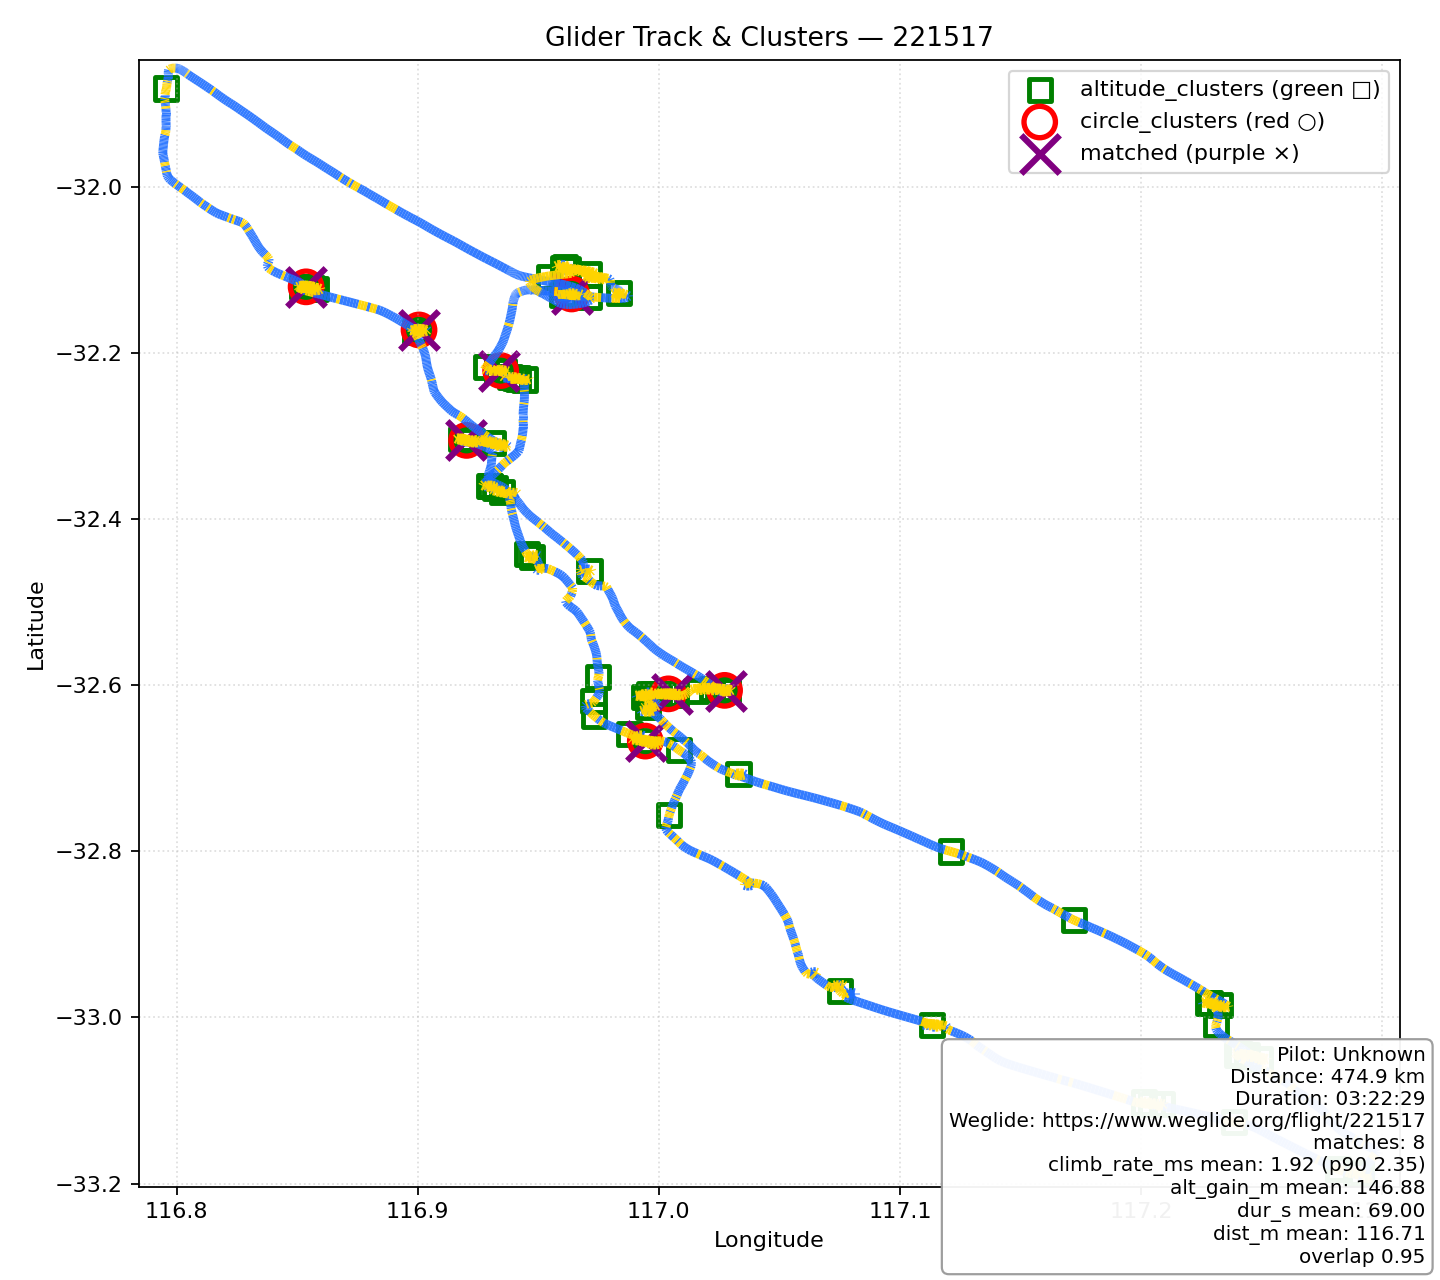 Glider Track & Clusters — 221517
altitude_clusters (green □)
circle_clusters (red ○)
matched (purple ×)
Latitude
−32.0
−32.2
−32.4
−32.6
−32.8
−33.0
−33.2
116.8
116.9
117.0
117.1
117.2
Longitude
Pilot: Unknown
Distance: 474.9 km
Duration: 03:22:29
Weglide: https://www.weglide.org/flight/221517
matches: 8
climb_rate_ms mean: 1.92 (p90 2.35)
alt_gain_m mean: 146.88
dur_s mean: 69.00
dist_m mean: 116.71
overlap 0.95